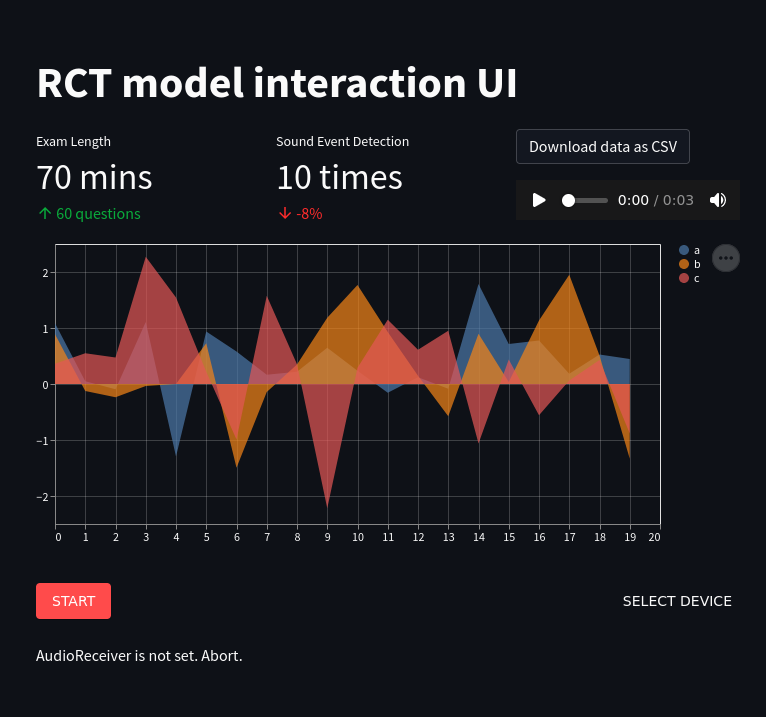 RCT model interaction UI
Exam Length
70 mins
60 questions
Sound Event Detection
10 times
-8%
Download data as CSV
0:00 / 0:03
a
b
c
2
1
0
−1
−2
0 1 2 3 4 5 6 7 8 9 10 11 12 13 14 15 16 17 18 19 20
START
SELECT DEVICE
AudioReceiver is not set. Abort.